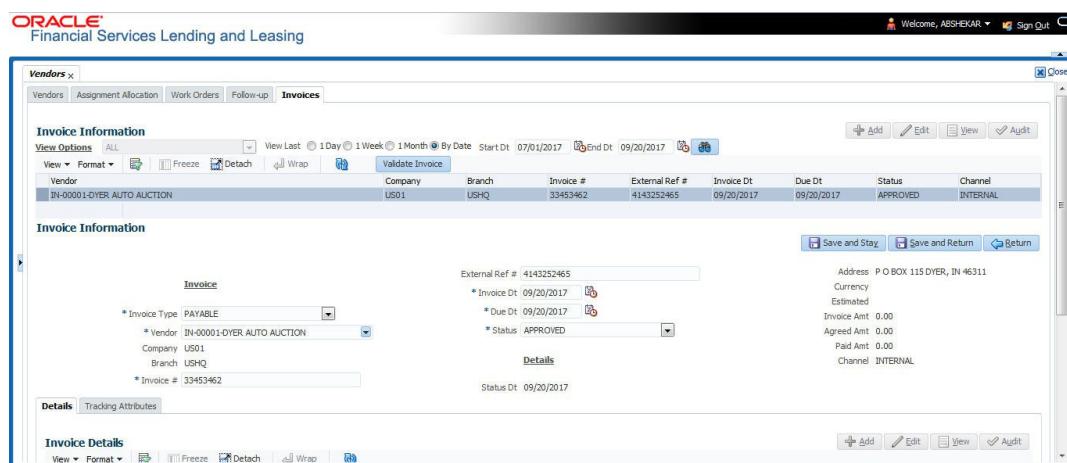 ORACLE
Financial Services Lending and Leasing
Welcome, ABSHEKAR Sign Out
Vendors x
Close
Vendors Assignment Allocation Work Orders Follow-up Invoices
Invoice Information
Add Edit View Audit
View Options ALL View Last 1 Day 1 Week 1 Month By Date Start Dt 07/01/2017 End Dt 09/20/2017
View Format Freeze Detach Wrap Validate Invoice
Vendor Company Branch Invoice # External Ref # Invoice Dt Due Dt Status Channel
IN-00001-DYER AUTO AUCTION US01 USHQ 33453462 4143252465 09/20/2017 09/20/2017 APPROVED INTERNAL
Invoice Information
Save and Stay Save and Return Return
Invoice
* Invoice Type PAYABLE
* Vendor IN-00001-DYER AUTO AUCTION
Company US01
Branch USHQ
* Invoice # 33453462
External Ref # 4143252465
* Invoice Dt 09/20/2017
* Due Dt 09/20/2017
* Status APPROVED
Details
Status Dt 09/20/2017
Address P O BOX 115 DYER, IN 46311
Currency
Estimated
Invoice Amt 0.00
Agreed Amt 0.00
Paid Amt 0.00
Channel INTERNAL
Details Tracking Attributes
Invoice Details
Add Edit View Audit
View Format Freeze Detach Wrap